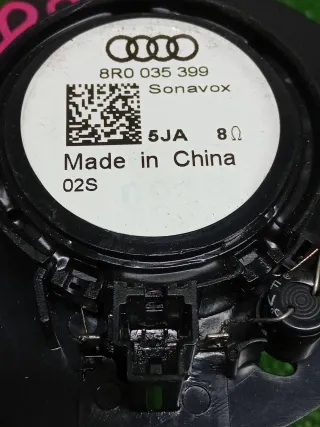 8R0 035 399
Sonavox
5JA 8Ω
Made in China
02S